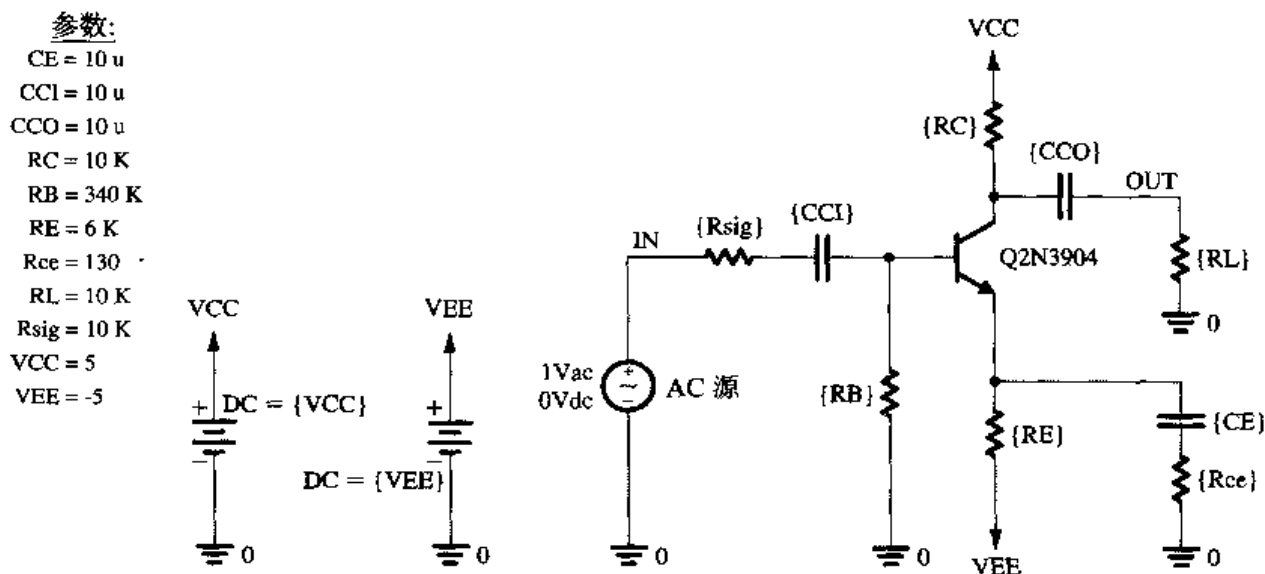 参数:
CE = 10 u
CCI = 10 u
CCO = 10 u
RC = 10 K
RB = 340 K
RE = 6 K
Rce = 130
RL = 10 K
Rsig = 10 K
VCC = 5
VEE = -5
VCC
+
DC = {VCC}
−
0
VEE
+
−
DC = {VEE}
0
IN
{Rsig}
{CCI}
1Vac
0Vdc
+
~
−
AC 源
0
{RB}
0
VCC
{RC}
{CCO}
OUT
Q2N3904
{RL}
0
{RE}
VEE
{CE}
{Rce}
0